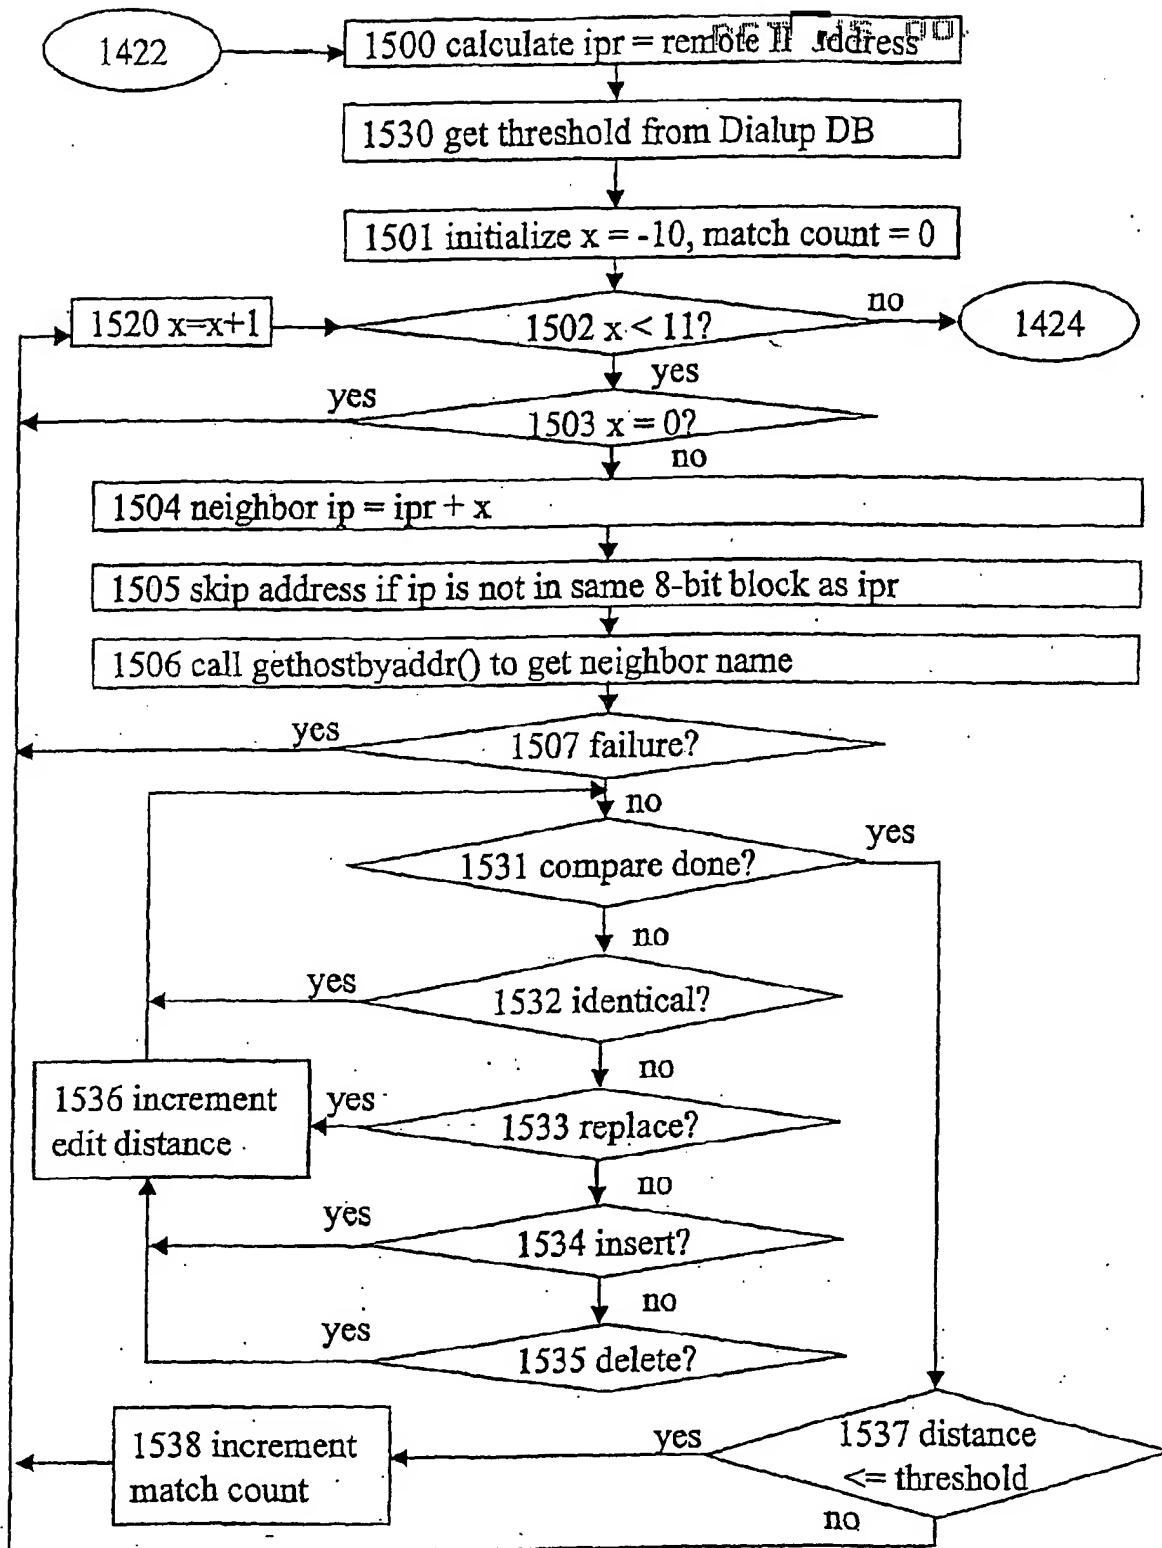 1422
1500 calculate ipr = remote address
1530 get threshold from Dialup DB
1501 initialize x = -10, match count = 0
1520 x=x+1
1502 x < 11?
no
1424
yes
yes
1503 x = 0?
no
1504 neighbor ip = ipr + x
1505 skip address if ip is not in same 8-bit block as ipr
1506 call gethostbyaddr() to get neighbor name
yes
1507 failure?
no
yes
1531 compare done?
no
yes
1532 identical?
no
1536 increment
edit distance
yes
1533 replace?
no
yes
1534 insert?
no
yes
1535 delete?
1538 increment
match count
yes
1537 distance
<= threshold
no